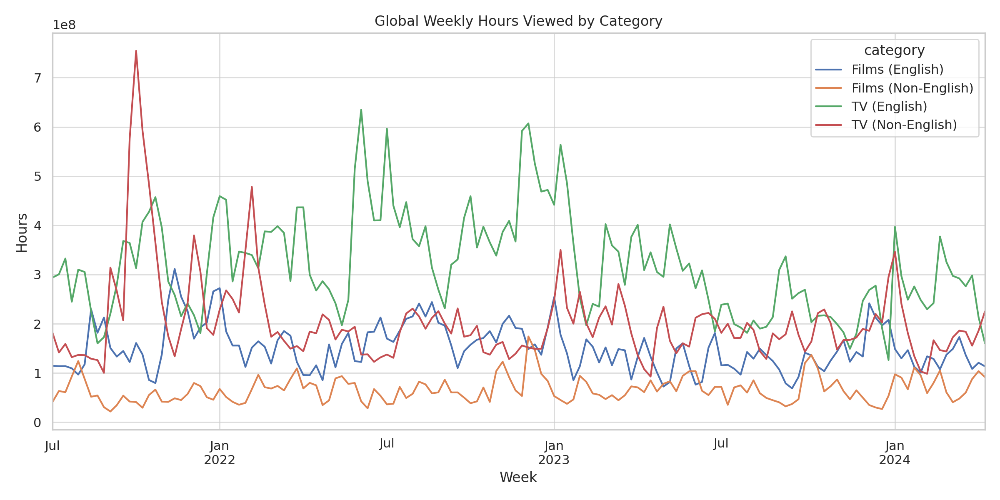 Global Weekly Hours Viewed by Category
1e8
category
Films (English)
Films (Non-English)
TV (English)
TV (Non-English)
7
6
5
4
3
2
1
0
Hours
Jul
Jan
2022
Jul
Jan
2023
Jul
Jan
2024
Week